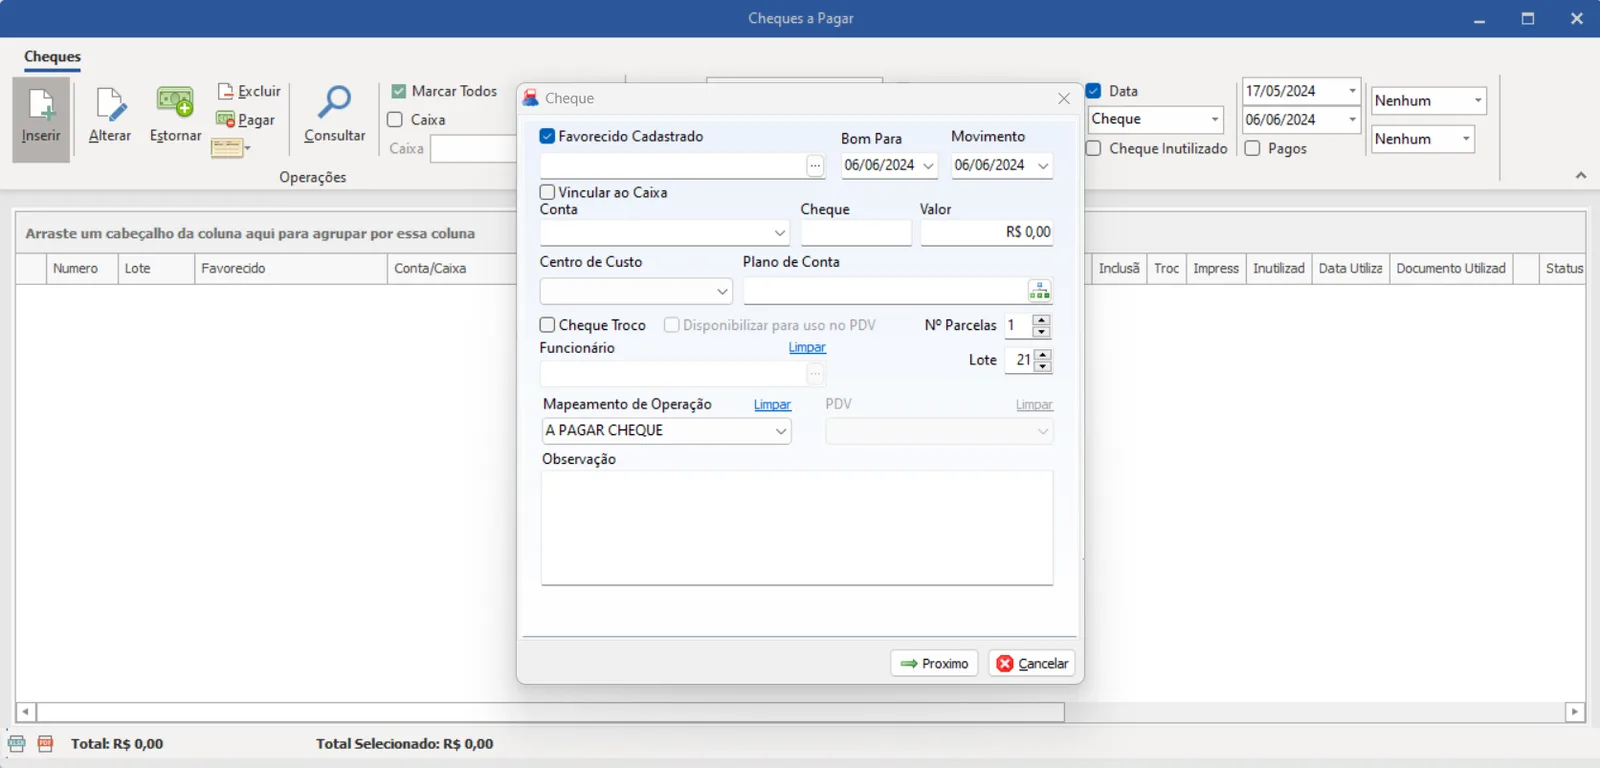 Cheques a Pagar
Cheques
Inserir
Alterar
Estornar
Excluir
Pagar
Consultar
Operações
Marcar Todos
Caixa
Caixa
Data
Cheque
Cheque Inutilizado
17/05/2024
06/06/2024
Pagos
Nenhum
Nenhum
Arraste um cabeçalho da coluna aqui para agrupar por essa coluna
Numero Lote Favorecido Conta/Caixa Inclusã Troc Impress Inutilizad Data Utiliza Documento Utilizad Status
Cheque
Favorecido Cadastrado Bom Para Movimento
... 06/06/2024 06/06/2024
Vincular ao Caixa
Conta Cheque Valor
R$ 0,00
Centro de Custo Plano de Conta
Cheque Troco Disponibilizar para uso no PDV Nº Parcelas 1
Funcionário Limpar
Lote 21
...
Mapeamento de Operação Limpar PDV Limpar
A PAGAR CHEQUE
Observação
Proximo Cancelar
Total: R$ 0,00 Total Selecionado: R$ 0,00